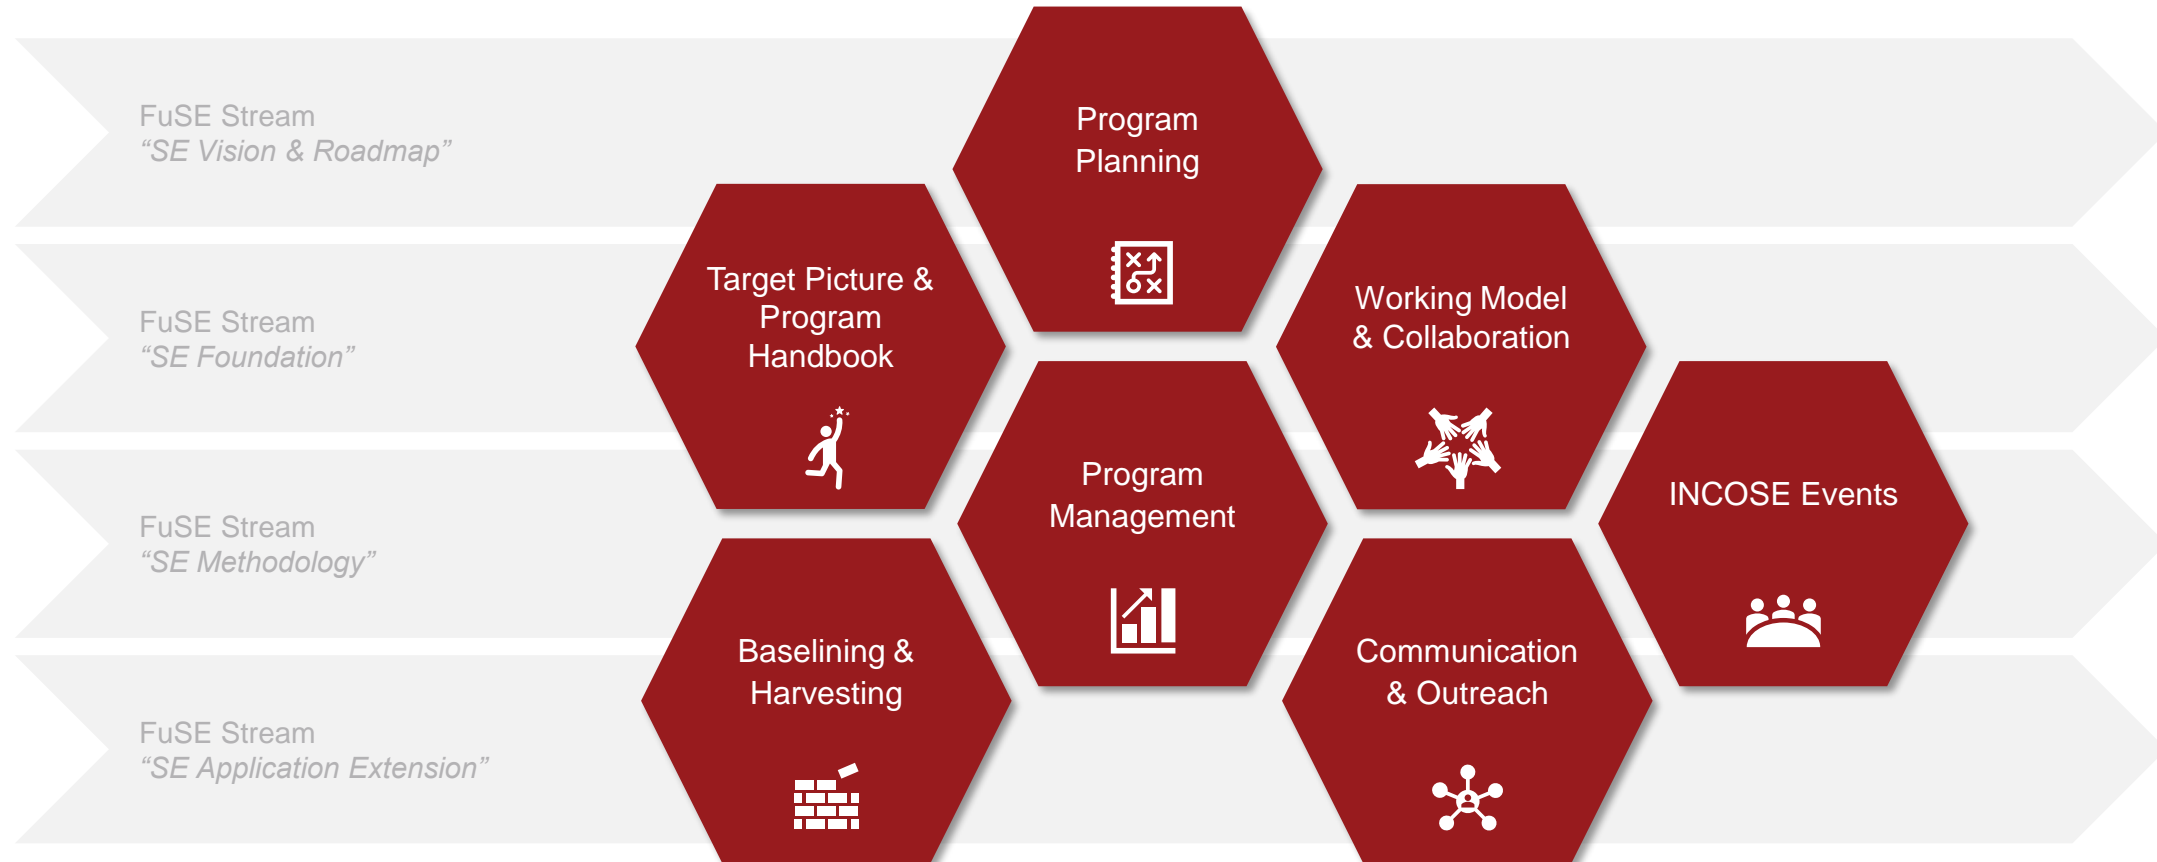 FuSE Stream
“SE Vision & Roadmap”
FuSE Stream
“SE Foundation”
FuSE Stream
“SE Methodology”
FuSE Stream
“SE Application Extension”
Program
Planning
Target Picture &
Program
Handbook
Working Model
& Collaboration
Program
Management
INCOSE Events
Baselining &
Harvesting
Communication
& Outreach